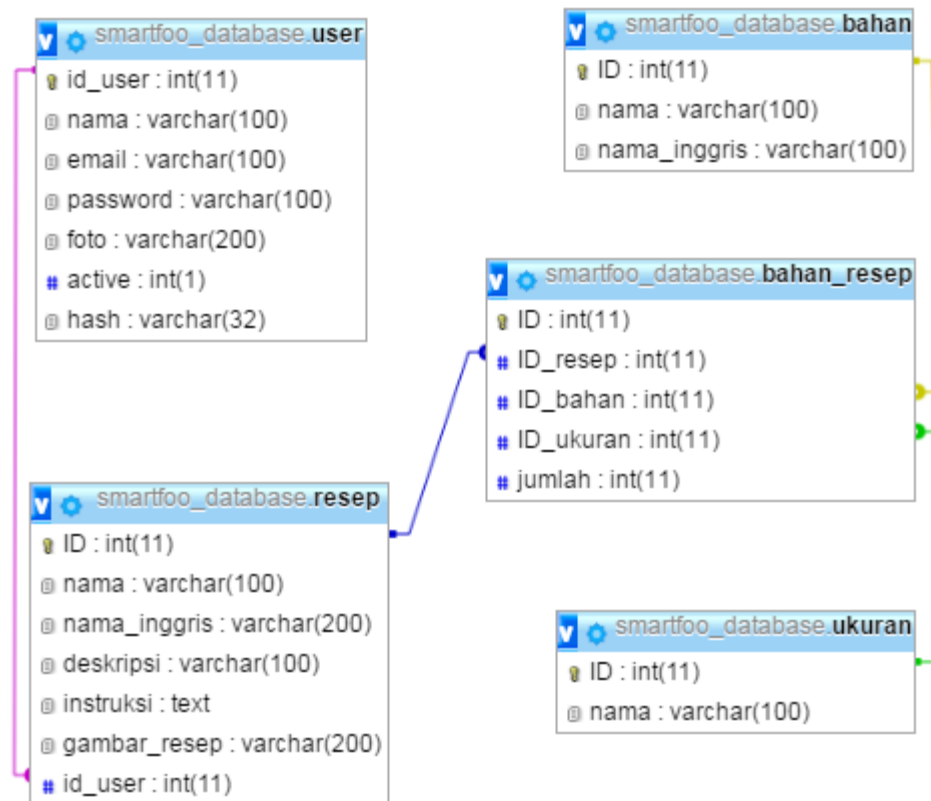 smartfoo_database.user
id_user : int(11)
nama : varchar(100)
email : varchar(100)
password : varchar(100)
foto : varchar(200)
# active : int(1)
hash : varchar(32)
smartfoo_database.bahan
ID : int(11)
nama : varchar(100)
nama_inggris : varchar(100)
smartfoo_database.bahan_resep
ID : int(11)
# ID_resep : int(11)
# ID_bahan : int(11)
# ID_ukuran : int(11)
# jumlah : int(11)
smartfoo_database.resep
ID : int(11)
nama : varchar(100)
nama_inggris : varchar(200)
deskripsi : varchar(100)
instruksi : text
gambar_resep : varchar(200)
# id_user : int(11)
smartfoo_database.ukuran
ID : int(11)
nama : varchar(100)